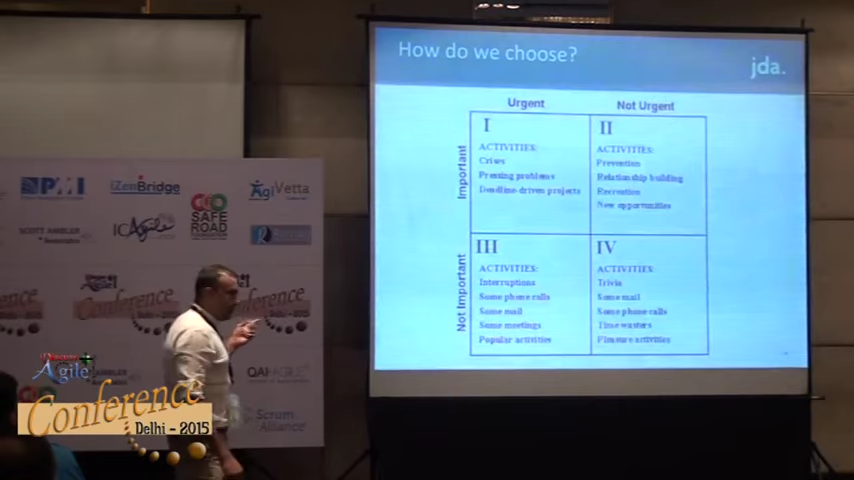 How do we choose?
jda.
Urgent
Not Urgent
Important
I
ACTIVITIES:
Crises
Pressing problems
Deadline-driven projects
II
ACTIVITIES:
Prevention
Relationship building
Recreation
New opportunities
Not Important
III
ACTIVITIES:
Interruptions
Some phone calls
Some mail
Some meetings
Popular activities
IV
ACTIVITIES:
Trivia
Some mail
Some phone calls
Time wasters
Pleasure activities
PMI
iZenBridge
SAFE
ROAD
AgiVetta
SCOTT AMBLER
ICAgile
Conference
Conference
QAI AGILE
Scrum
Alliance
Agile
Conference
Delhi - 2015